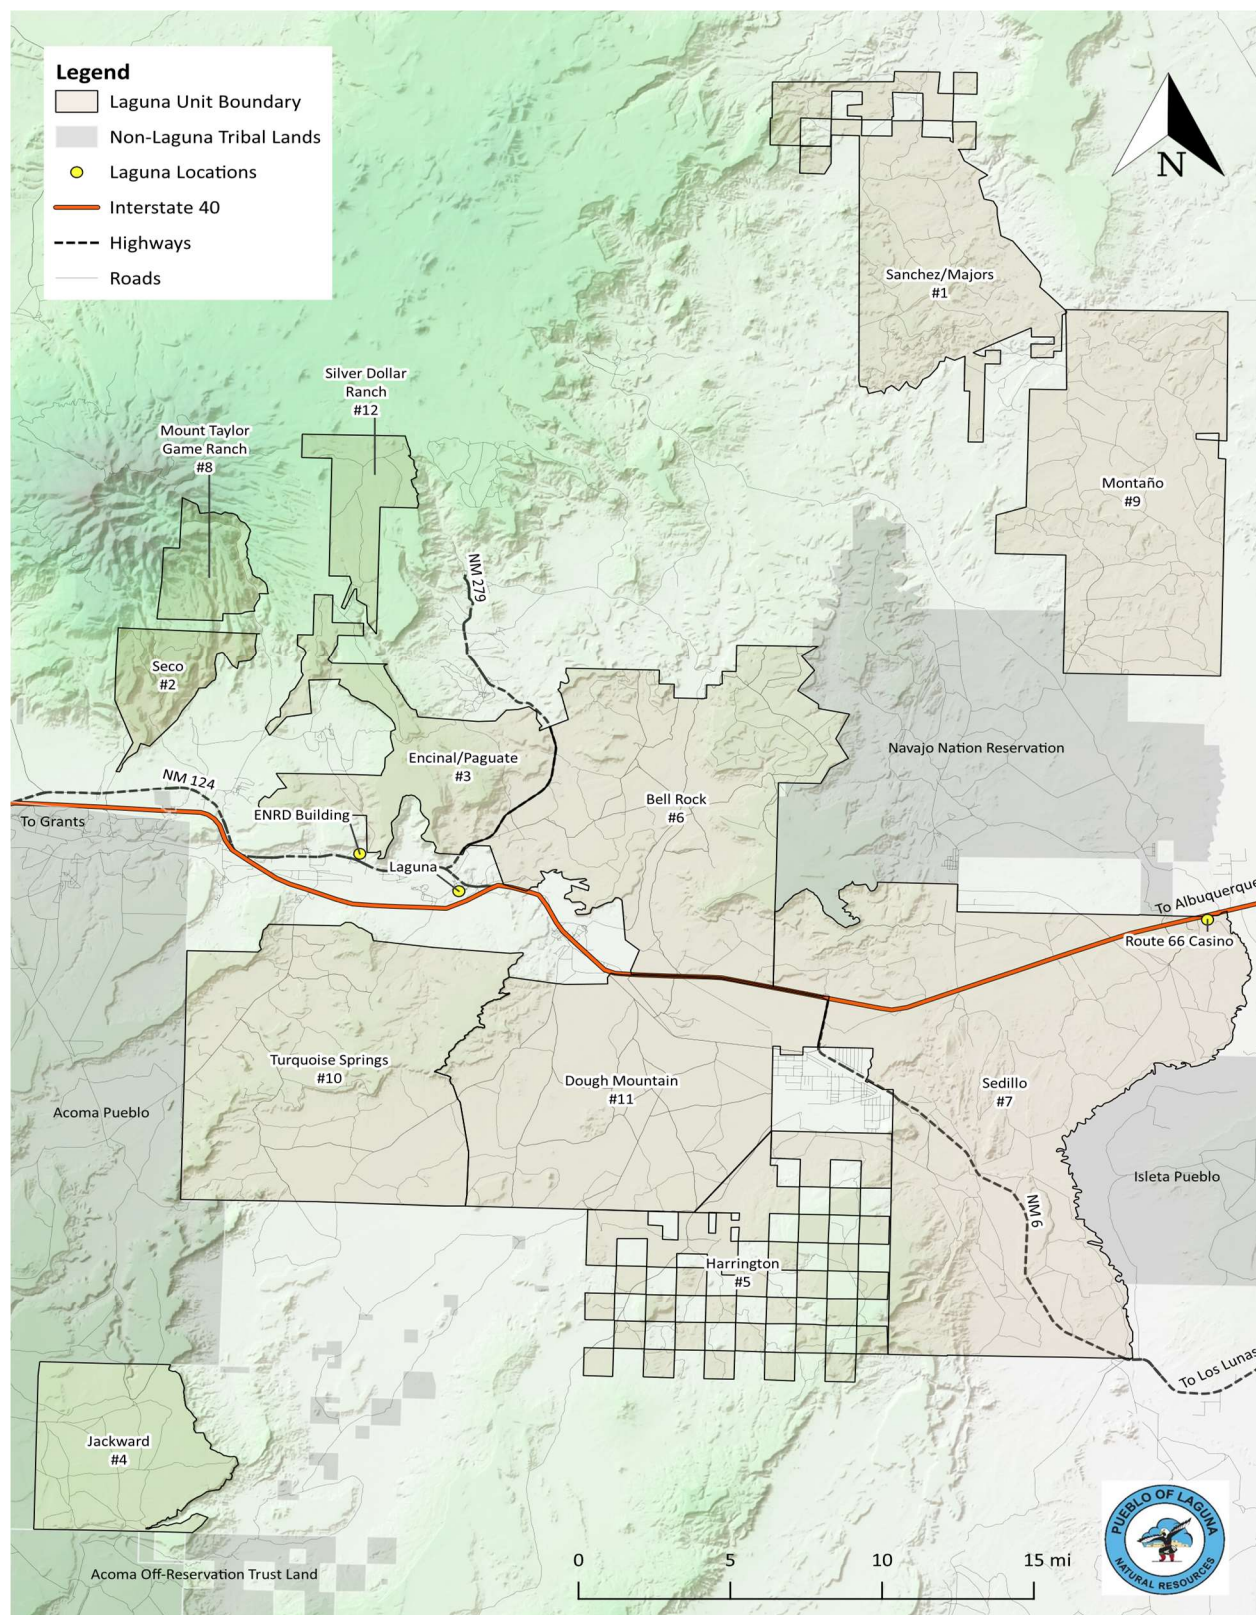 Legend
Laguna Unit Boundary
Non-Laguna Tribal Lands
Laguna Locations
Interstate 40
Highways
Roads
N
Sanchez/Majors
#1
Silver Dollar
Ranch
#12
Mount Taylor
Game Ranch
#8
Montaño
#9
NM 279
Seco
#2
Navajo Nation Reservation
Encinal/Paguate
#3
NM 124
Bell Rock
#6
ENRD Building
To Grants
Laguna
To Albuquerque
Route 66 Casino
Turquoise Springs
#10
Dough Mountain
#11
Sedillo
#7
Acoma Pueblo
Isleta Pueblo
NM 6
Harrington
#5
To Los Lunas
Jackward
#4
Acoma Off-Reservation Trust Land
0 5 10 15 mi
PUEBLO OF LAGUNA
NATURAL RESOURCES